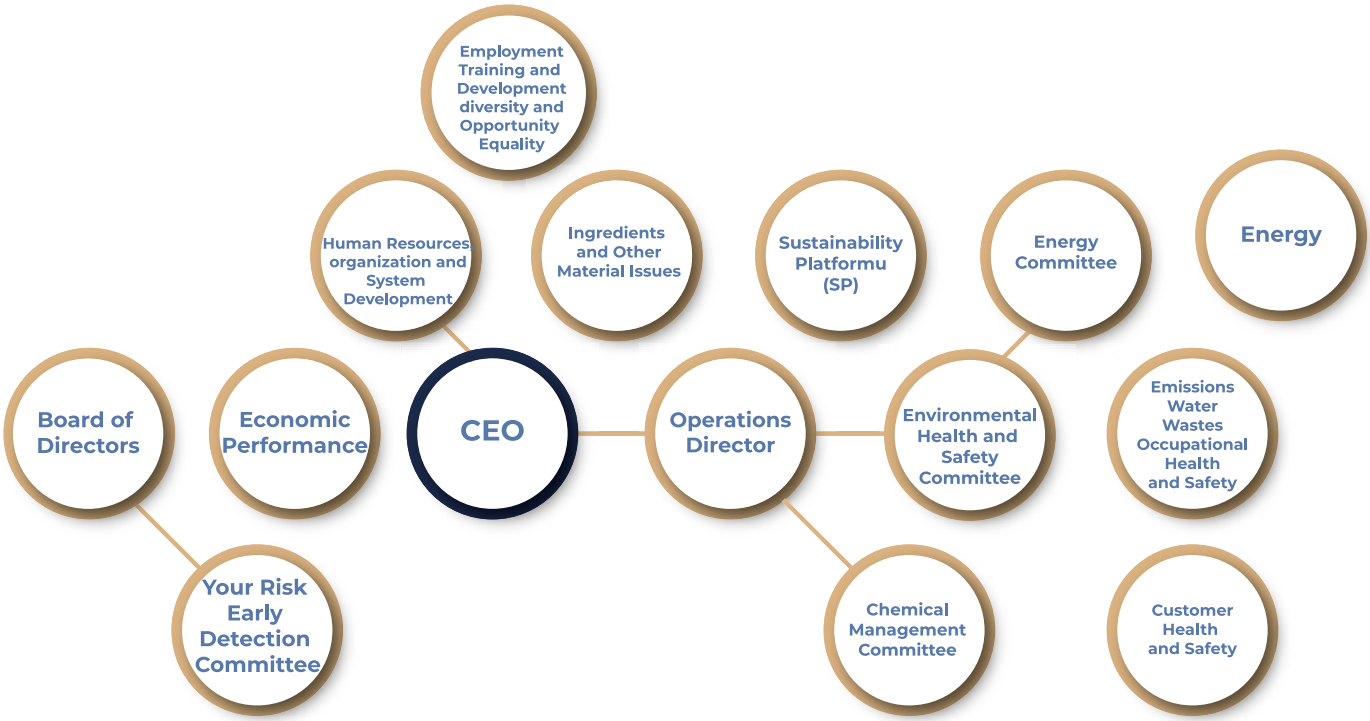 Employment
Training and
Development
diversity and
Opportunity
Equality
Human Resources,
organization and
System
Development
Ingredients
and Other
Material Issues
Sustainability
Platformu
(SP)
Energy
Committee
Energy
Board of
Directors
Economic
Performance
CEO
Operations
Director
Environmental
Health and
Safety
Committee
Emissions
Water
Wastes
Occupational
Health
and Safety
Your Risk
Early
Detection
Committee
Chemical
Management
Committee
Customer
Health
and Safety